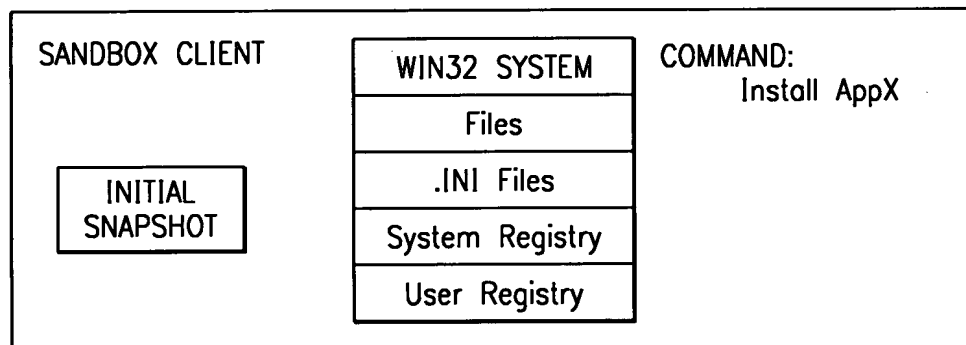 SANDBOX CLIENT
INITIAL
SNAPSHOT
WIN32 SYSTEM
Files
.INI Files
System Registry
User Registry
COMMAND:
Install AppX